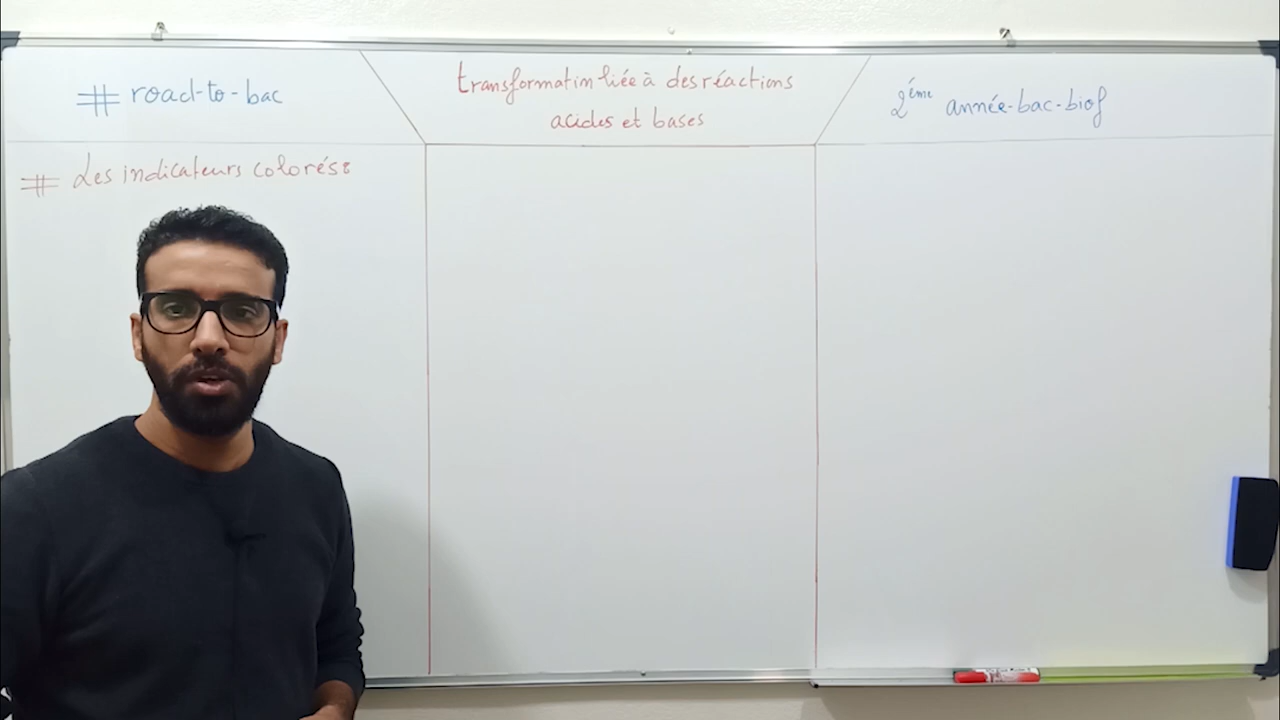 # road-to-bac
transformation liée à des réactions
acides et bases
2ème année-bac-biof
# Les indicateurs colorés: